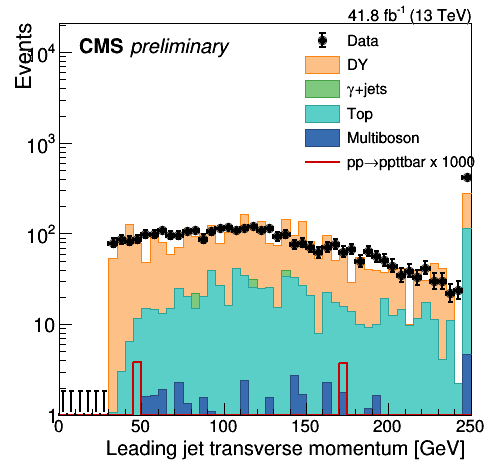 41.8 fb⁻¹ (13 TeV)
CMS preliminary
Data
DY
γ+jets
Top
Multiboson
pp→ppttbar x 1000
Events
10⁴
10³
10²
10
1
0 50 100 150 200 250
Leading jet transverse momentum [GeV]